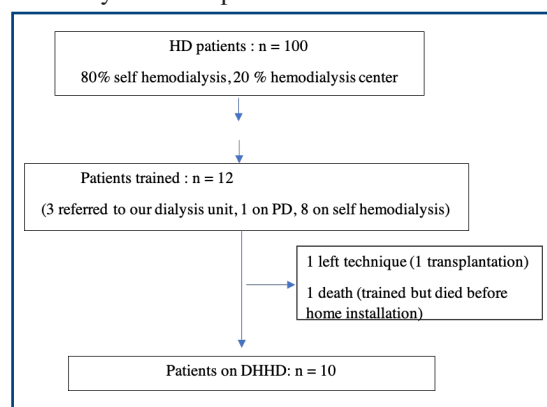 HD patients : n = 100
80% self hemodialysis, 20 % hemodialysis center
Patients trained : n = 12
(3 referred to our dialysis unit, 1 on PD, 8 on self hemodialysis)
1 left technique (1 transplantation)
1 death (trained but died before
home installation)
Patients on DHHD: n = 10